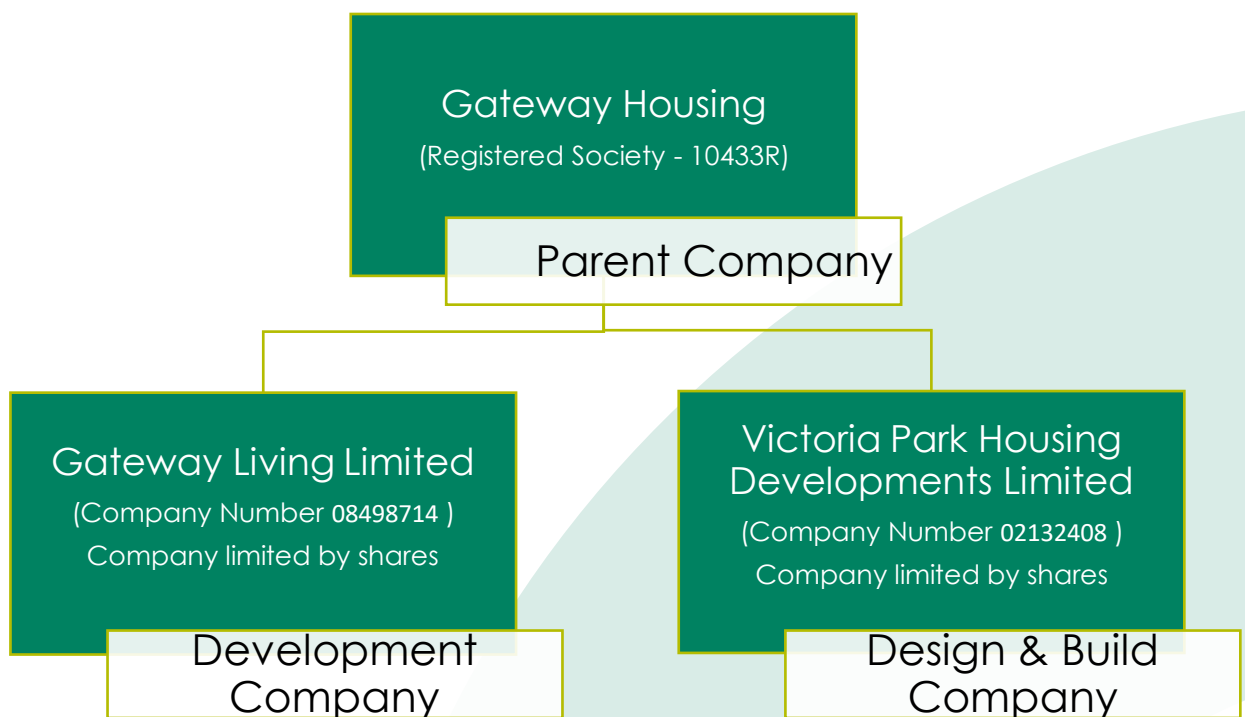 Gateway Housing
(Registered Society - 10433R)
Parent Company
Gateway Living Limited
(Company Number 08498714 )
Company limited by shares
Development
Company
Victoria Park Housing
Developments Limited
(Company Number 02132408 )
Company limited by shares
Design & Build
Company